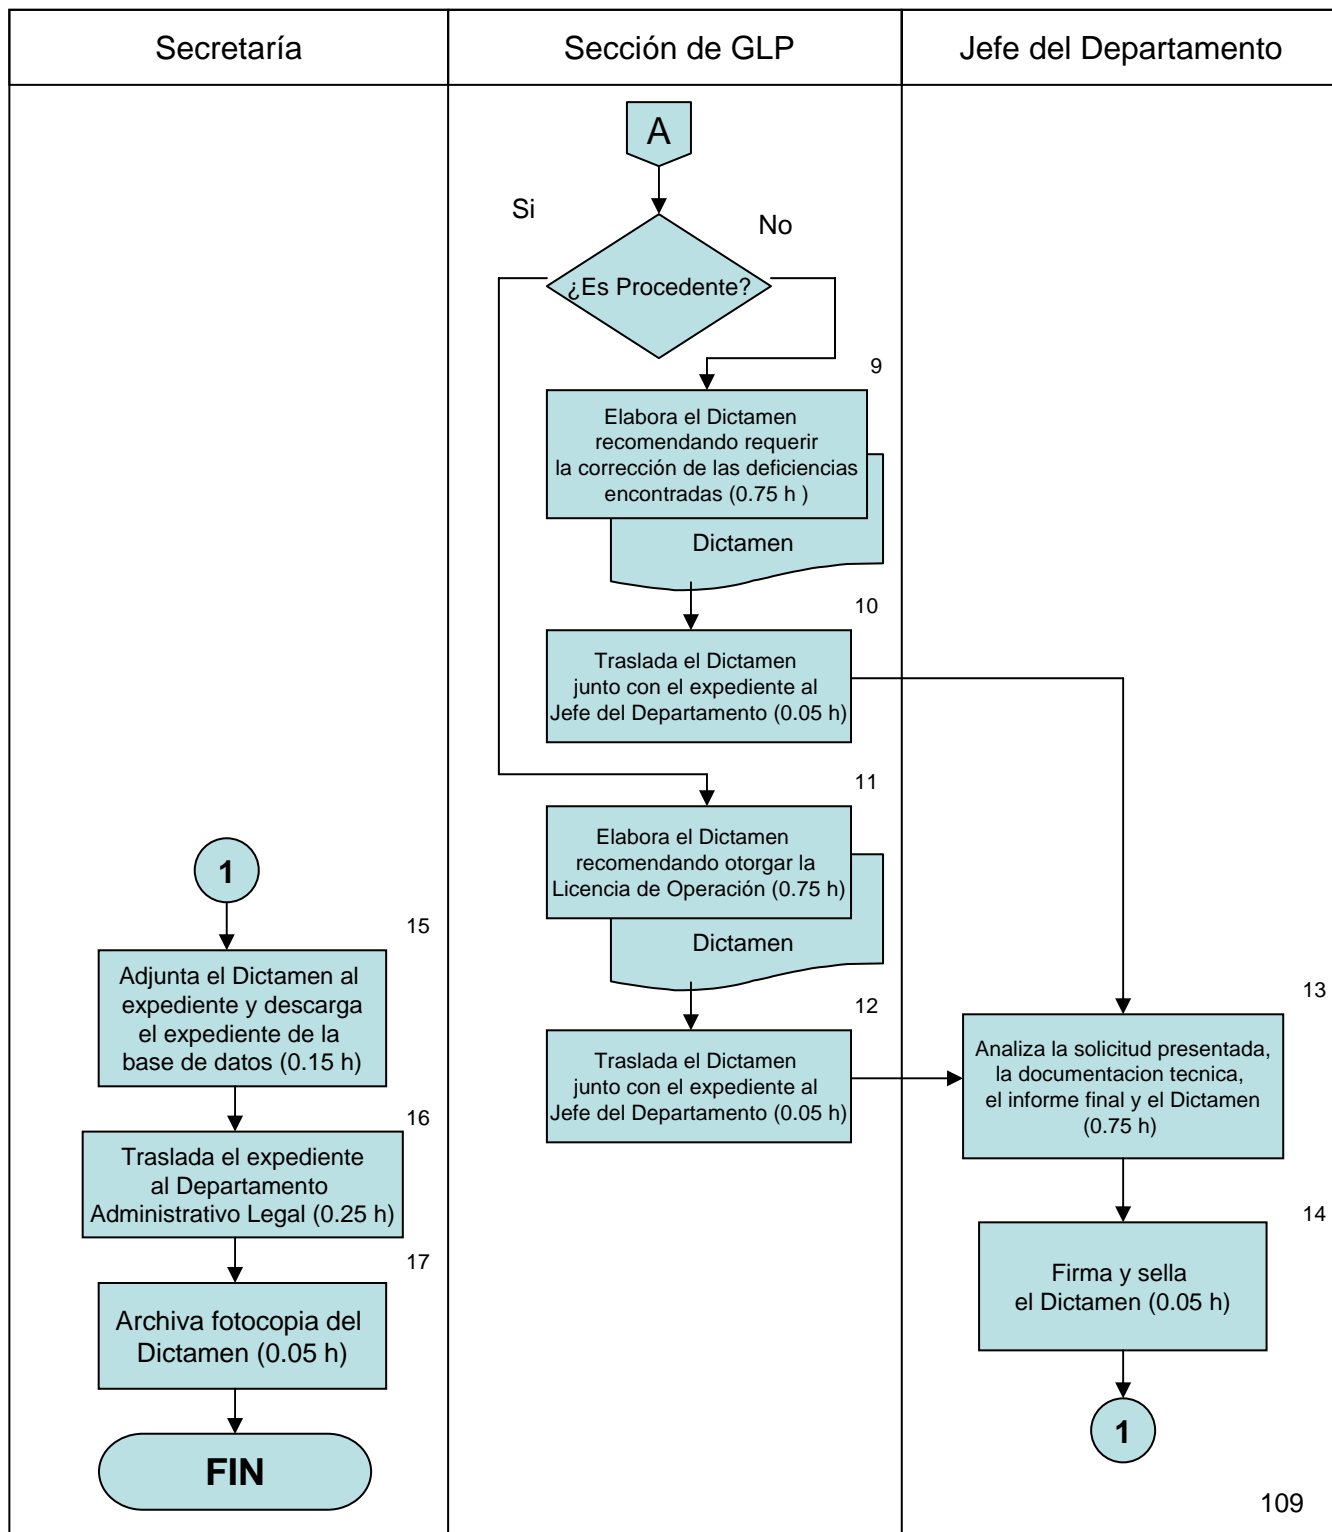 Secretaría
Sección de GLP
Jefe del Departamento
A
Si
No
¿Es Procedente?
9
Elabora el Dictamen
recomendando requerir
la corrección de las deficiencias
encontradas (0.75 h )
Dictamen
10
Traslada el Dictamen
junto con el expediente al
Jefe del Departamento (0.05 h)
11
Elabora el Dictamen
recomendando otorgar la
Licencia de Operación (0.75 h)
Dictamen
12
Traslada el Dictamen
junto con el expediente al
Jefe del Departamento (0.05 h)
13
Analiza la solicitud presentada,
la documentacion tecnica,
el informe final y el Dictamen
(0.75 h)
14
Firma y sella
el Dictamen (0.05 h)
1
1
15
Adjunta el Dictamen al
expediente y descarga
el expediente de la
base de datos (0.15 h)
16
Traslada el expediente
al Departamento
Administrativo Legal (0.25 h)
17
Archiva fotocopia del
Dictamen (0.05 h)
FIN
109